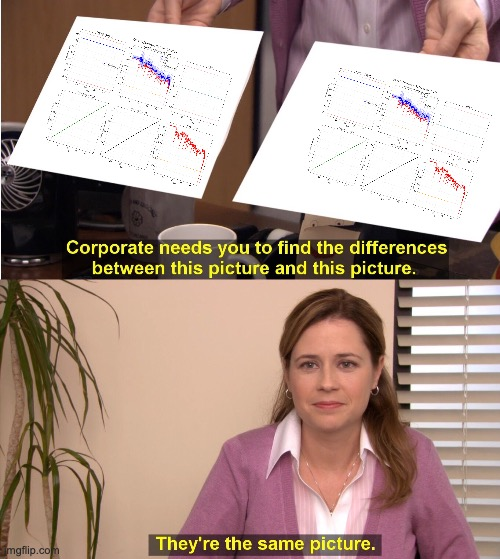 Corporate needs you to find the differences
between this picture and this picture.
They're the same picture.
imgflip.com